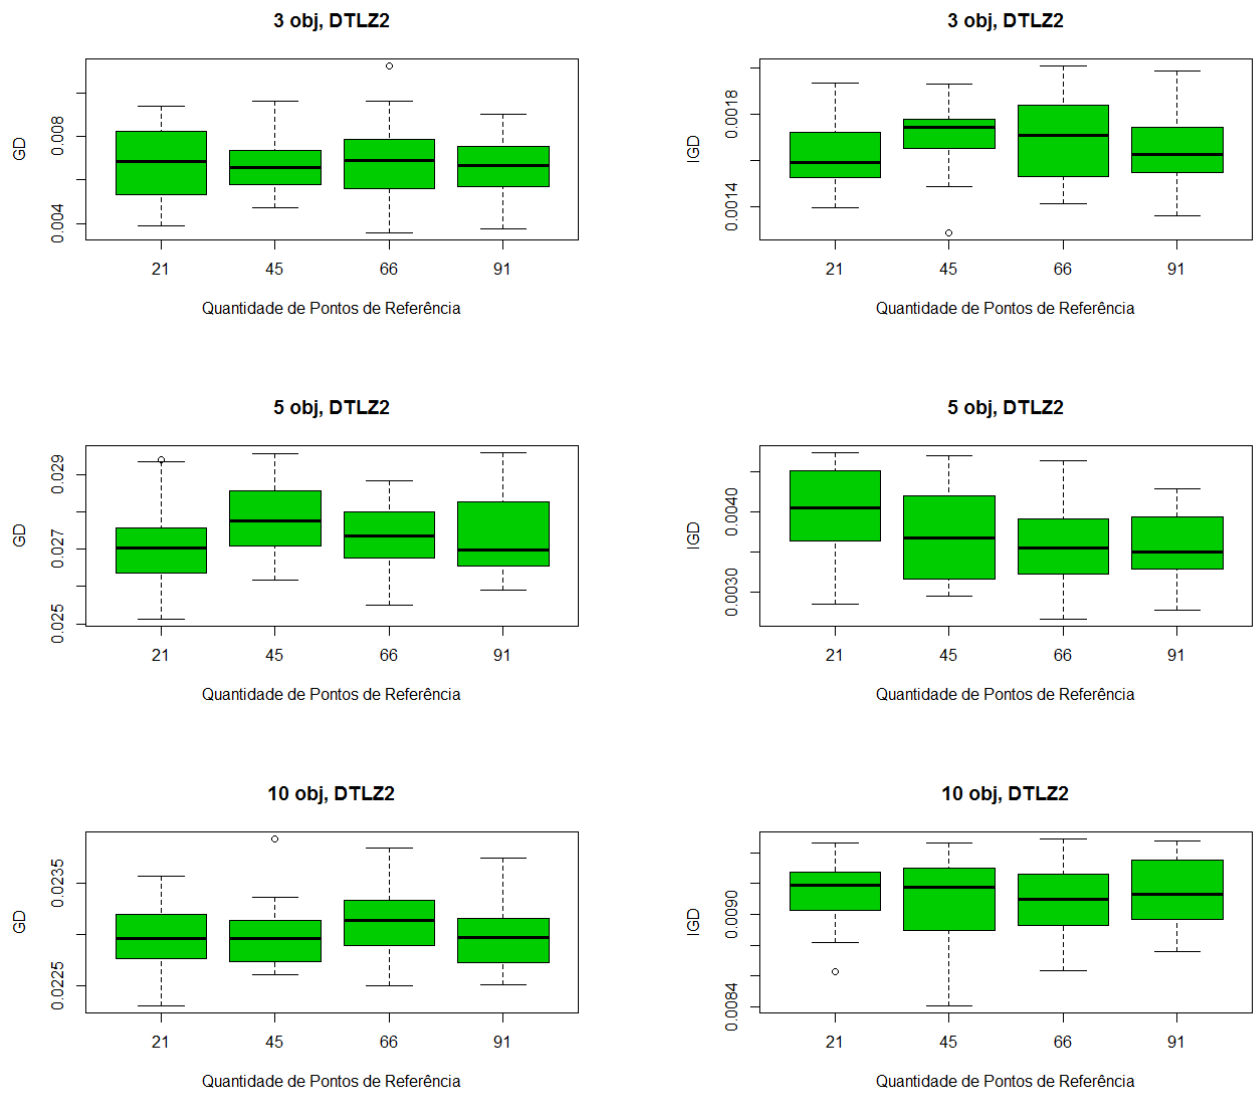 3 obj, DTLZ2
GD
0.008
0.004
21 45 66 91
Quantidade de Pontos de Referência
3 obj, DTLZ2
IGD
0.0018
0.0014
21 45 66 91
Quantidade de Pontos de Referência
5 obj, DTLZ2
GD
0.029
0.027
0.025
21 45 66 91
Quantidade de Pontos de Referência
5 obj, DTLZ2
IGD
0.0040
0.0030
21 45 66 91
Quantidade de Pontos de Referência
10 obj, DTLZ2
GD
0.0235
0.0225
21 45 66 91
Quantidade de Pontos de Referência
10 obj, DTLZ2
IGD
0.0090
0.0084
21 45 66 91
Quantidade de Pontos de Referência